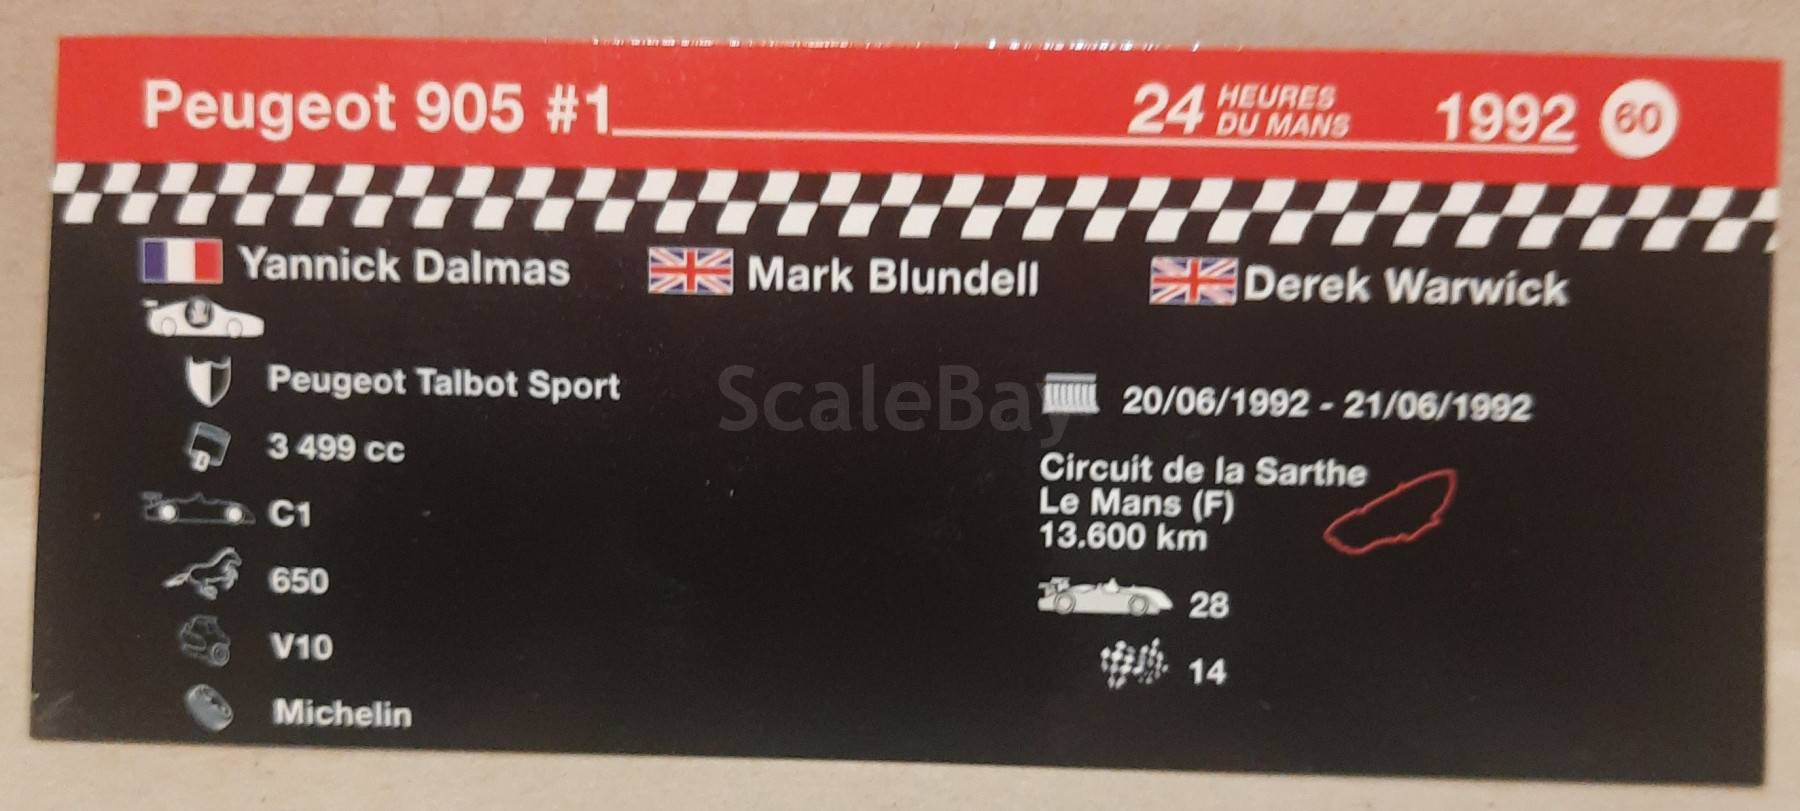 Peugeot 905 #1 24 HEURES DU MANS 1992 60
Yannick Dalmas Mark Blundell Derek Warwick
Peugeot Talbot Sport
3 499 cc
C1
650
V10
Michelin
ScaleBay
20/06/1992 - 21/06/1992
Circuit de la Sarthe
Le Mans (F)
13.600 km
28
14